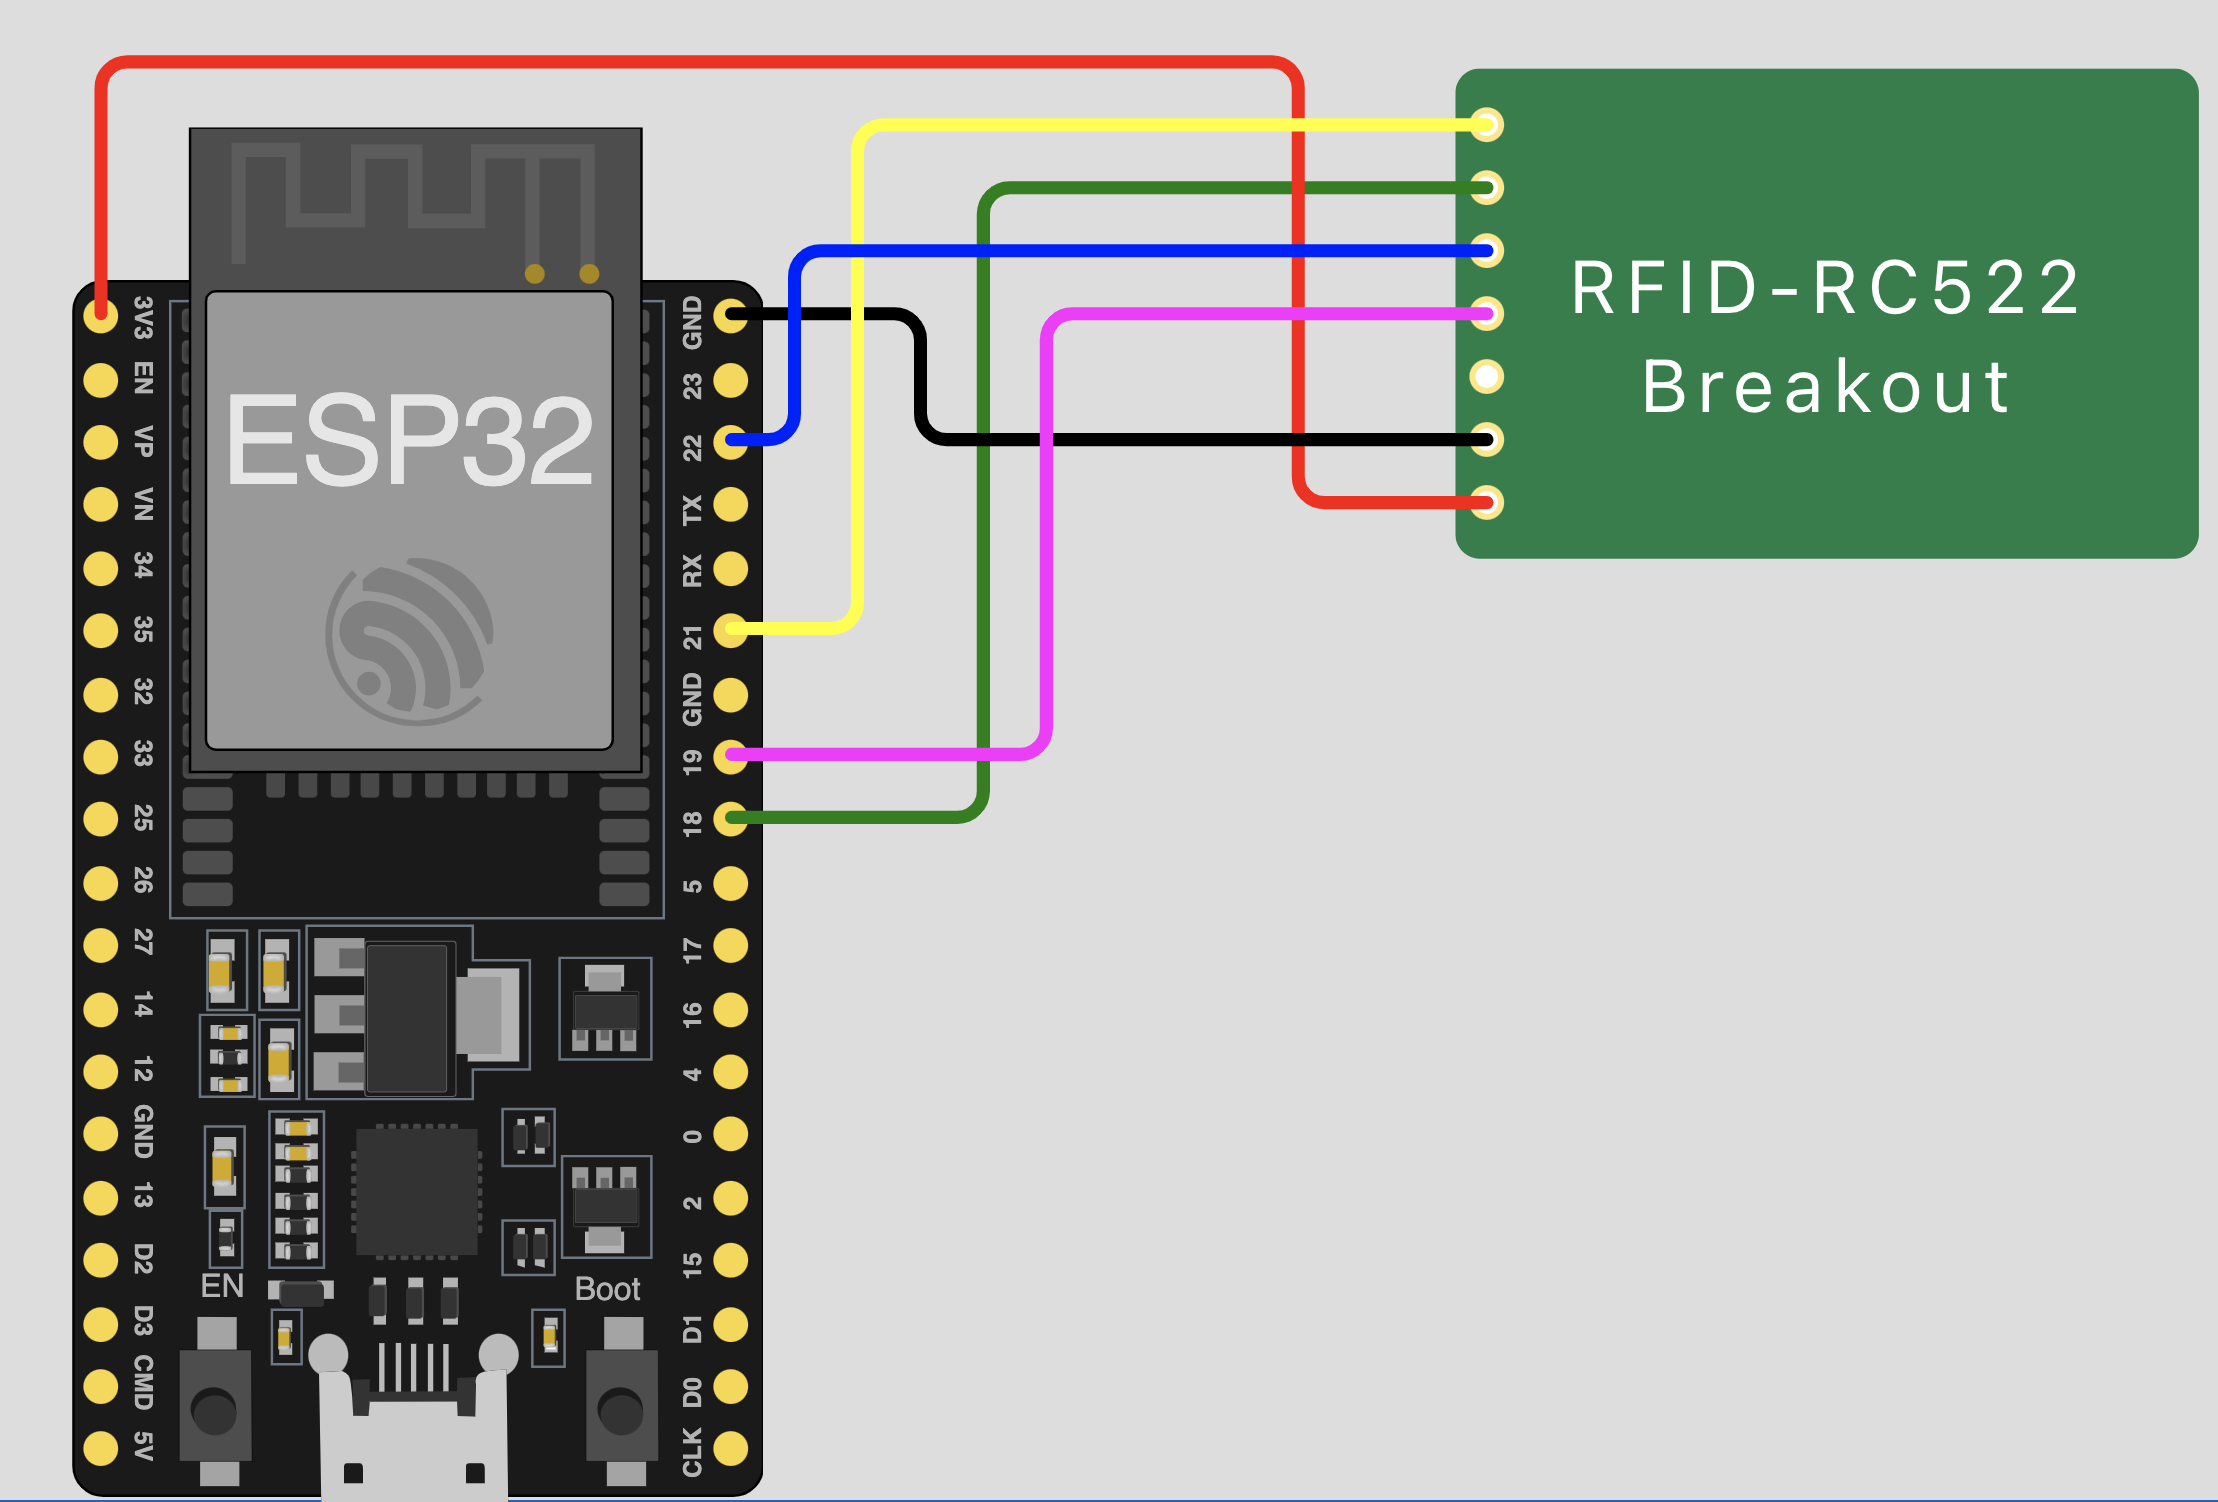 3V3
EN
VP
VN
34
35
32
33
25
26
27
14
12
GND
13
D2
D3
CMD
5V
ESP32
EN
Boot
GND
23
22
TX
RX
21
GND
19
18
5
17
16
4
0
2
15
D1
D0
CLK
RFID-RC522
Breakout